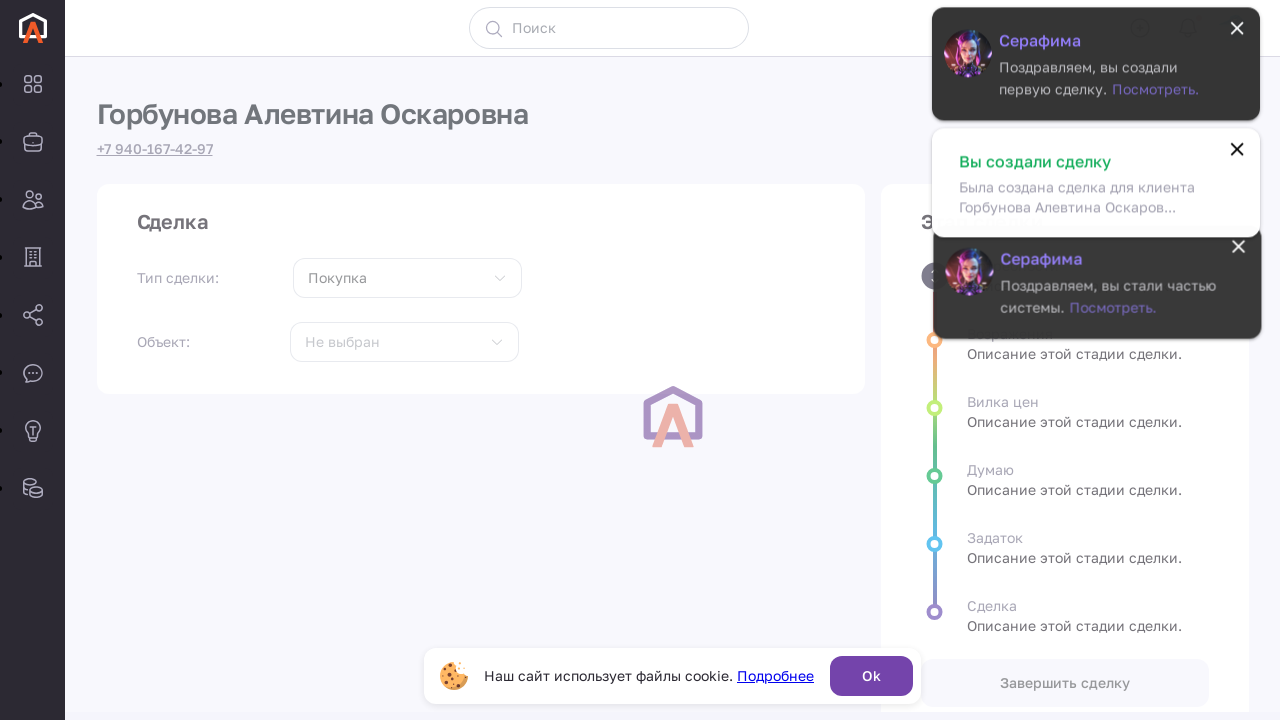 Поиск
Горбунова Алевтина Оскаровна
+7 940-167-42-97
Сделка
Тип сделки:
Покупка
Объект:
Не выбран
Серафима
Поздравляем, вы создали
первую сделку. Посмотреть.
Вы создали сделку
Была создана сделка для клиента
Горбунова Алевтина Оскаров...
Серафима
Поздравляем, вы стали частью
системы. Посмотреть.
Описание этой стадии сделки.
Вилка цен
Описание этой стадии сделки.
Думаю
Описание этой стадии сделки.
Задаток
Описание этой стадии сделки.
Сделка
Описание этой стадии сделки.
Завершить сделку
Наш сайт использует файлы cookie. Подробнее
Ok